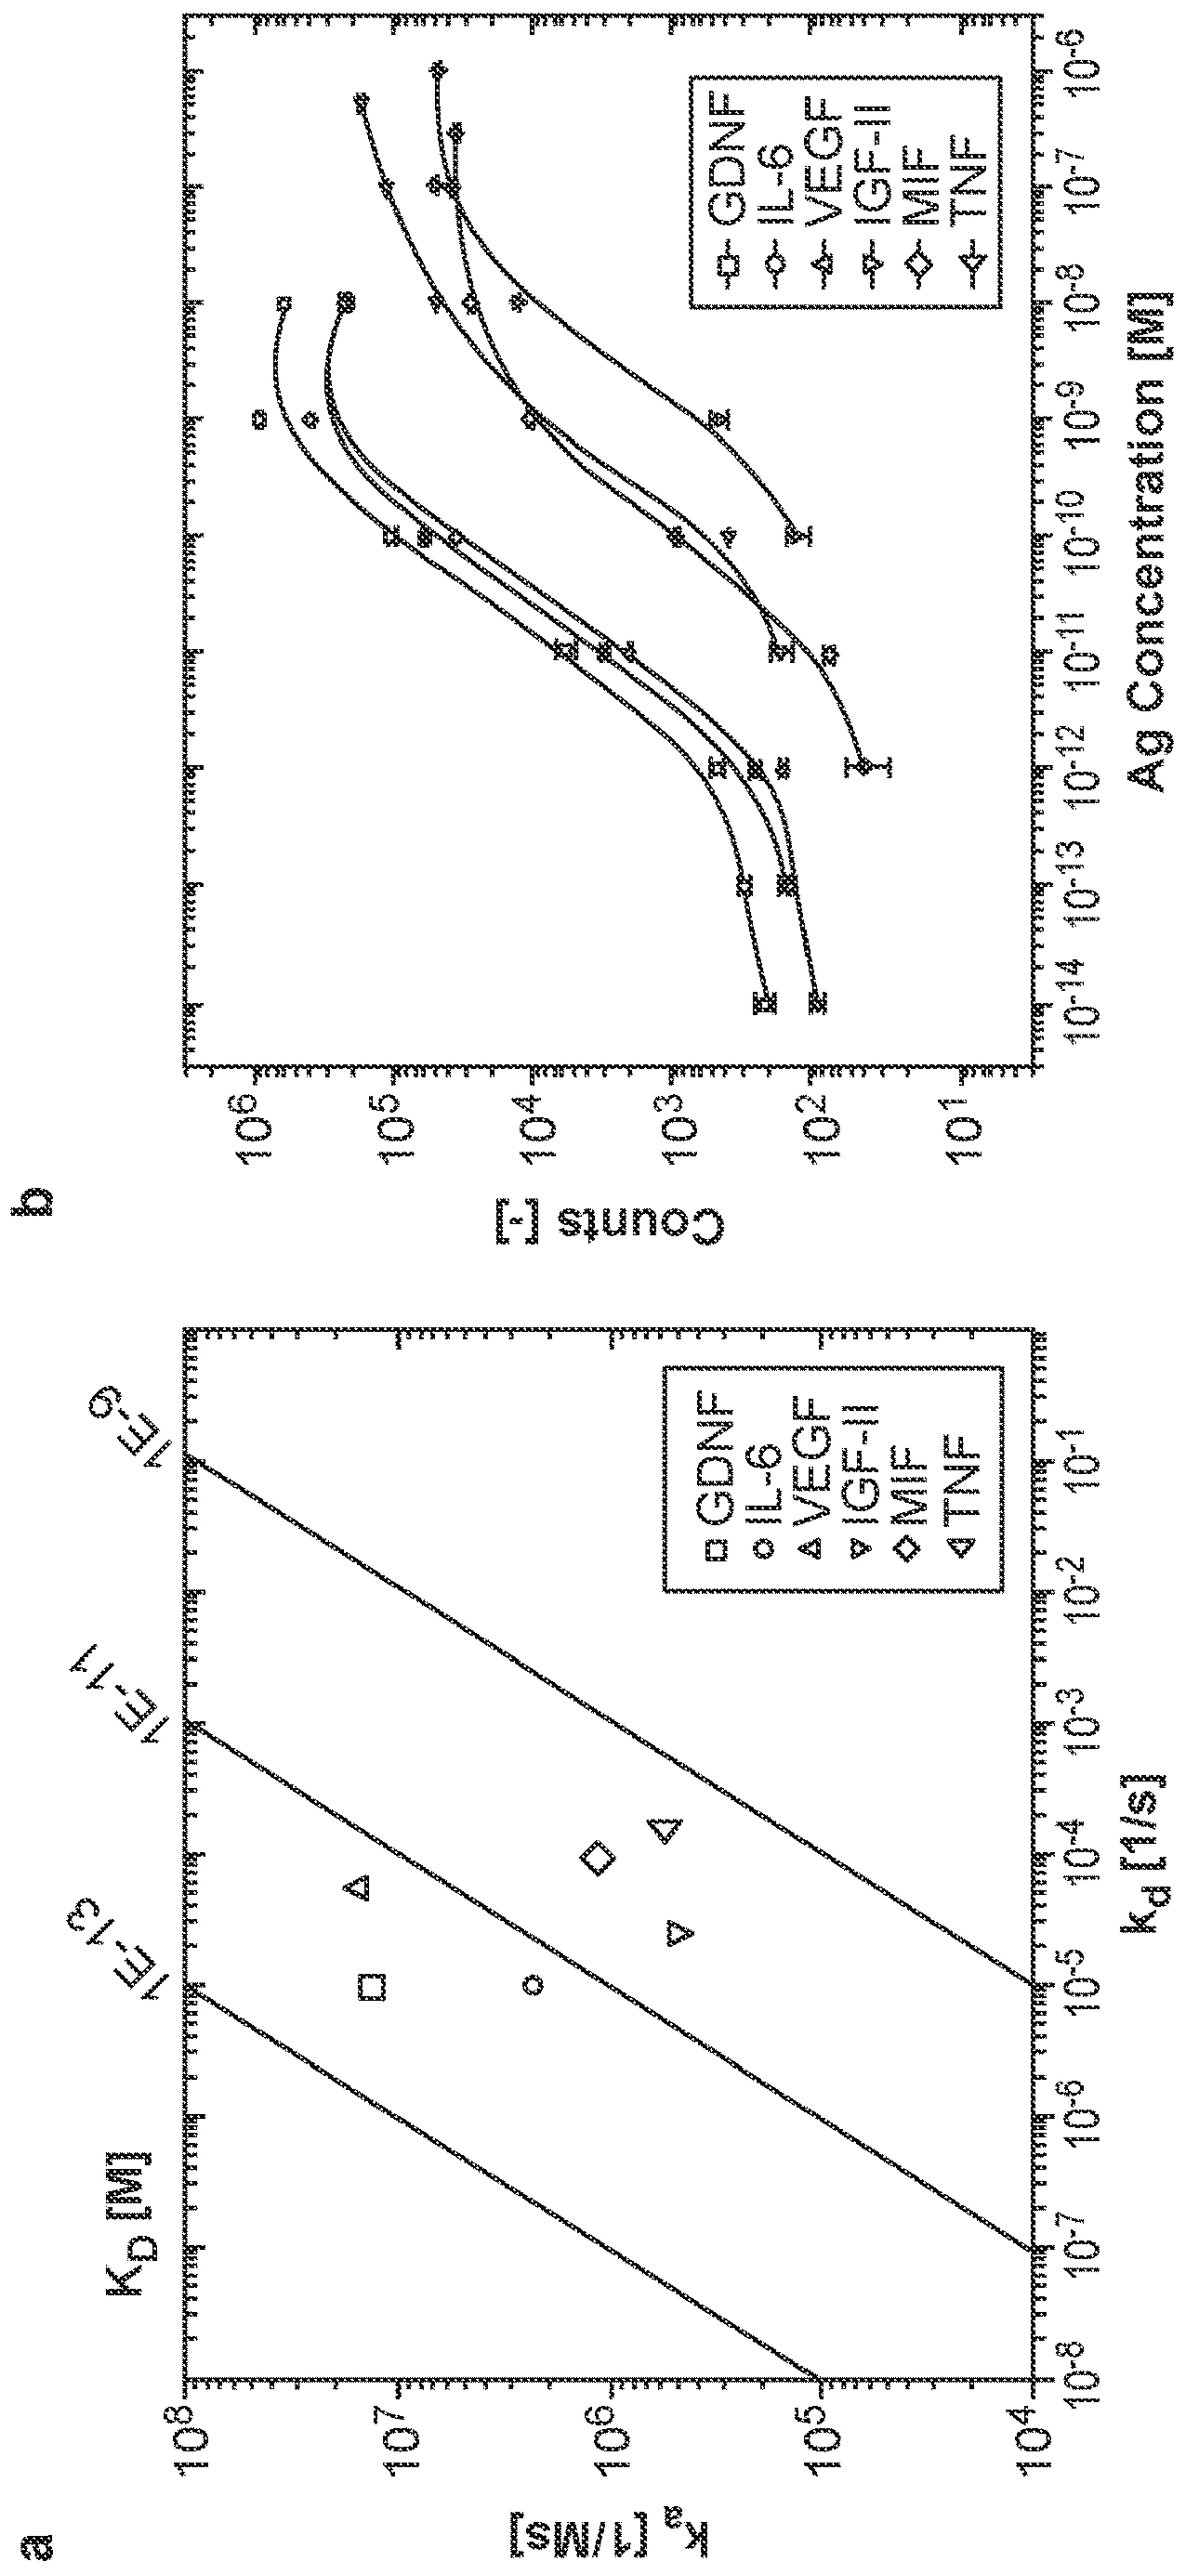 a
K_D [M]
1E-13
1E-11
1E-9
k_a [1/Ms]
10^8
10^7
10^6
10^5
10^4
GDNF
IL-6
VEGF
IGF-II
MIF
TNF
10^-8 10^-7 10^-6 10^-5 10^-4 10^-3 10^-2 10^-1
k_d [1/s]
b
Counts [-]
10^6
10^5
10^4
10^3
10^2
10^1
GDNF
IL-6
VEGF
IGF-II
MIF
TNF
10^-14 10^-13 10^-12 10^-11 10^-10 10^-9 10^-8 10^-7 10^-6
Ag Concentration [M]